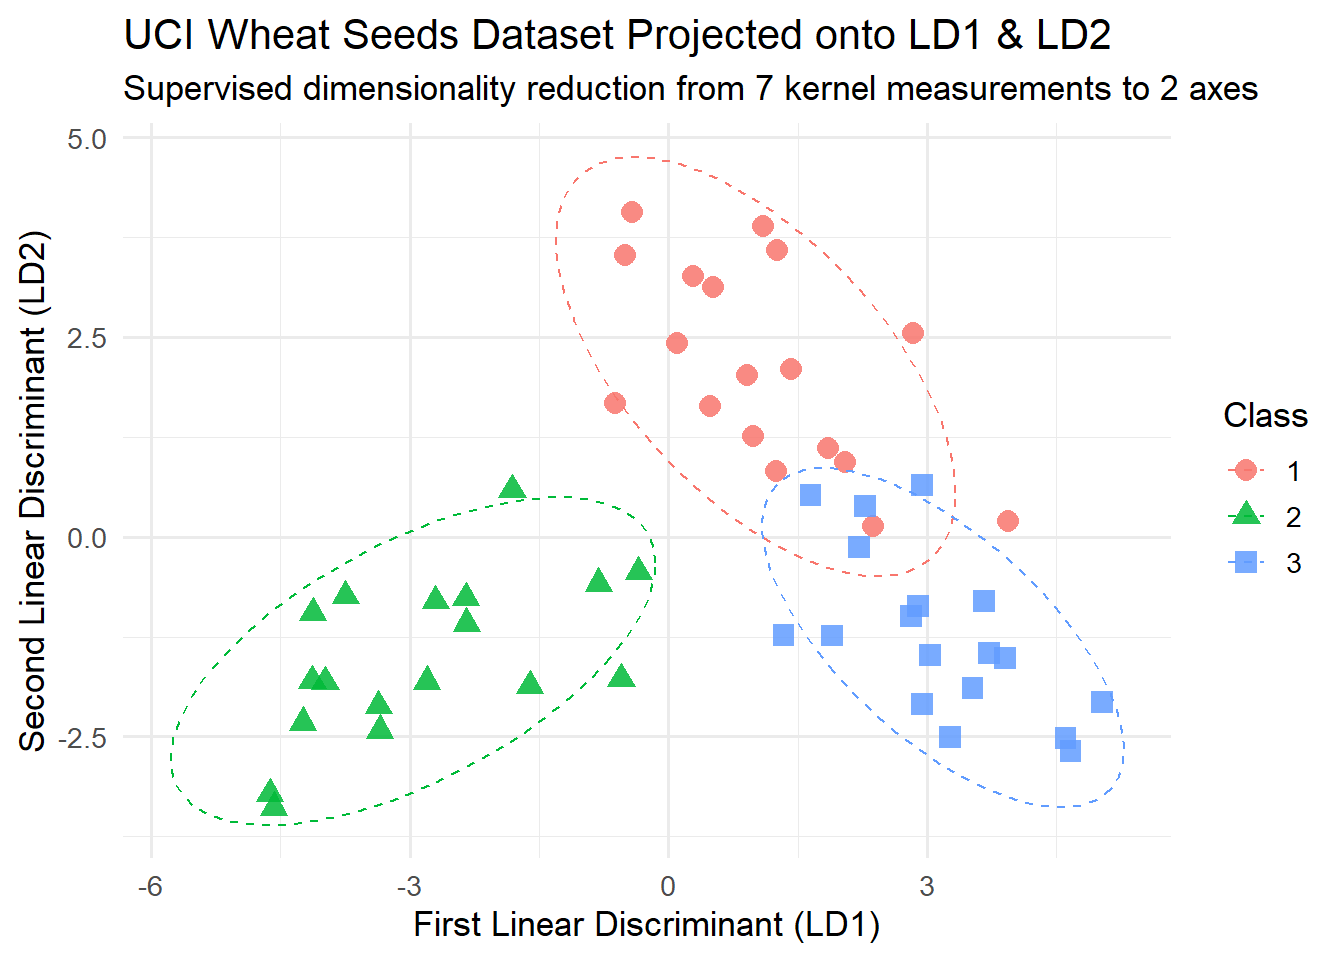 UCI Wheat Seeds Dataset Projected onto LD1 & LD2
Supervised dimensionality reduction from 7 kernel measurements to 2 axes
Second Linear Discriminant (LD2)
5.0
2.5
0.0
-2.5
-6
-3
0
3
First Linear Discriminant (LD1)
Class
1
2
3